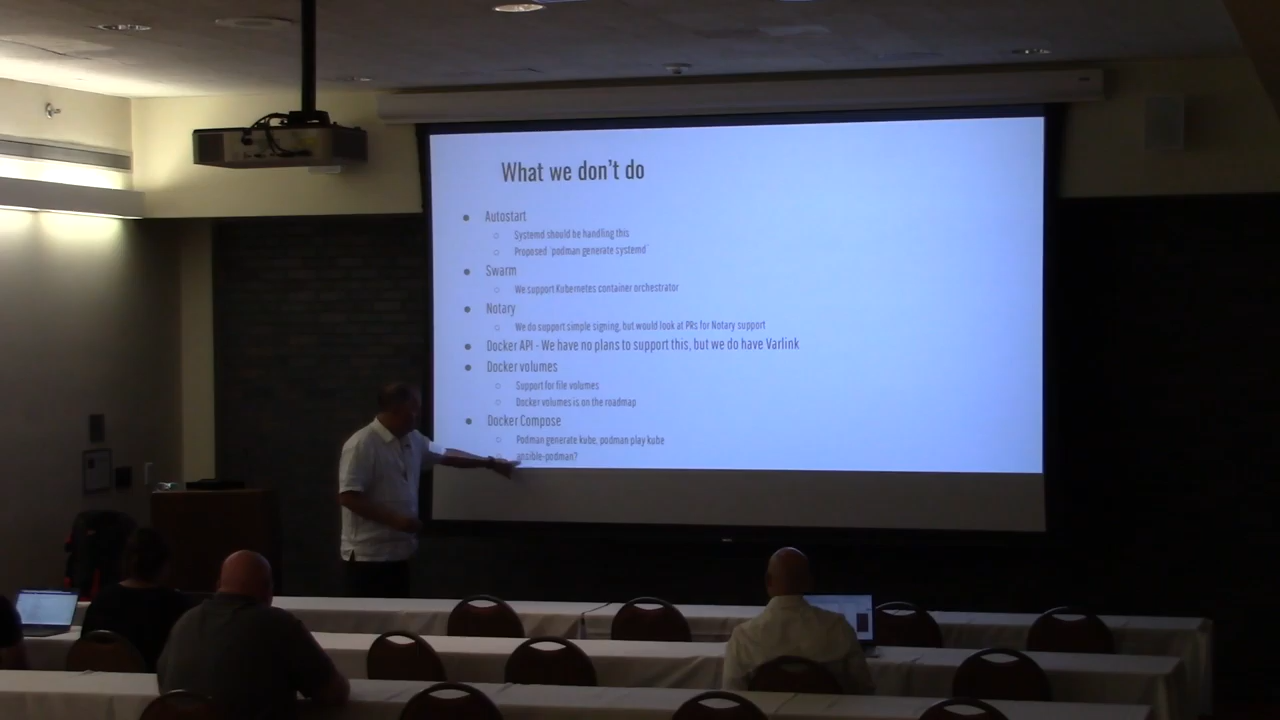 What we don't do
● Autostart
○ Systemd should be handling this
○ Proposed `podman generate systemd`
● Swarm
○ We support Kubernetes container orchestrator
● Notary
○ We do support simple signing, but would look at PRs for Notary support
● Docker API - We have no plans to support this, but we do have Varlink
● Docker volumes
○ Support for file volumes
○ Docker volumes is on the roadmap
● Docker Compose
○ Podman generate kube, podman play kube
○ ansible-podman?